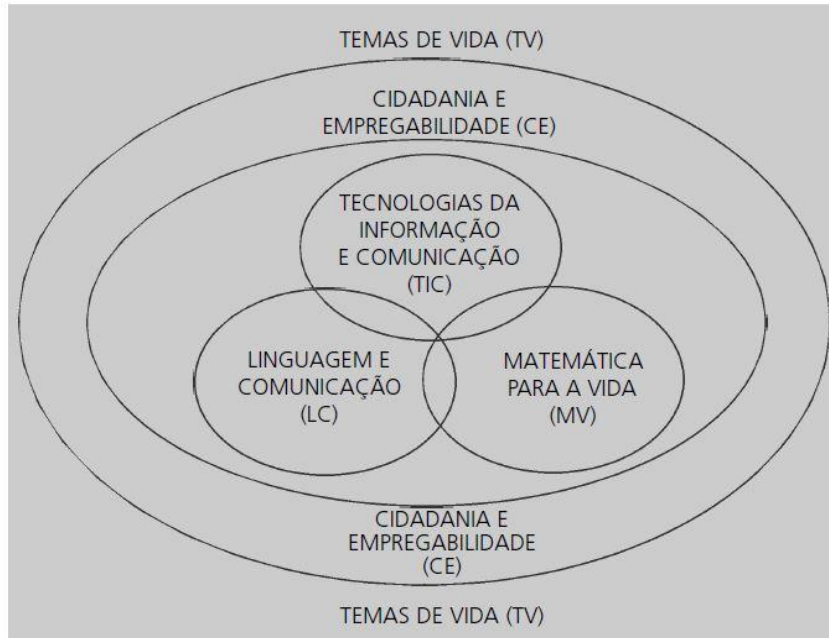 TEMAS DE VIDA (TV)
CIDADANIA E
EMPREGABILIDADE (CE)
TECNOLOGIAS DA
INFORMAÇÃO
E COMUNICAÇÃO
(TIC)
LINGUAGEM E
COMUNICAÇÃO
(LC)
MATEMÁTICA
PARA A VIDA
(MV)
CIDADANIA E
EMPREGABILIDADE
(CE)
TEMAS DE VIDA (TV)